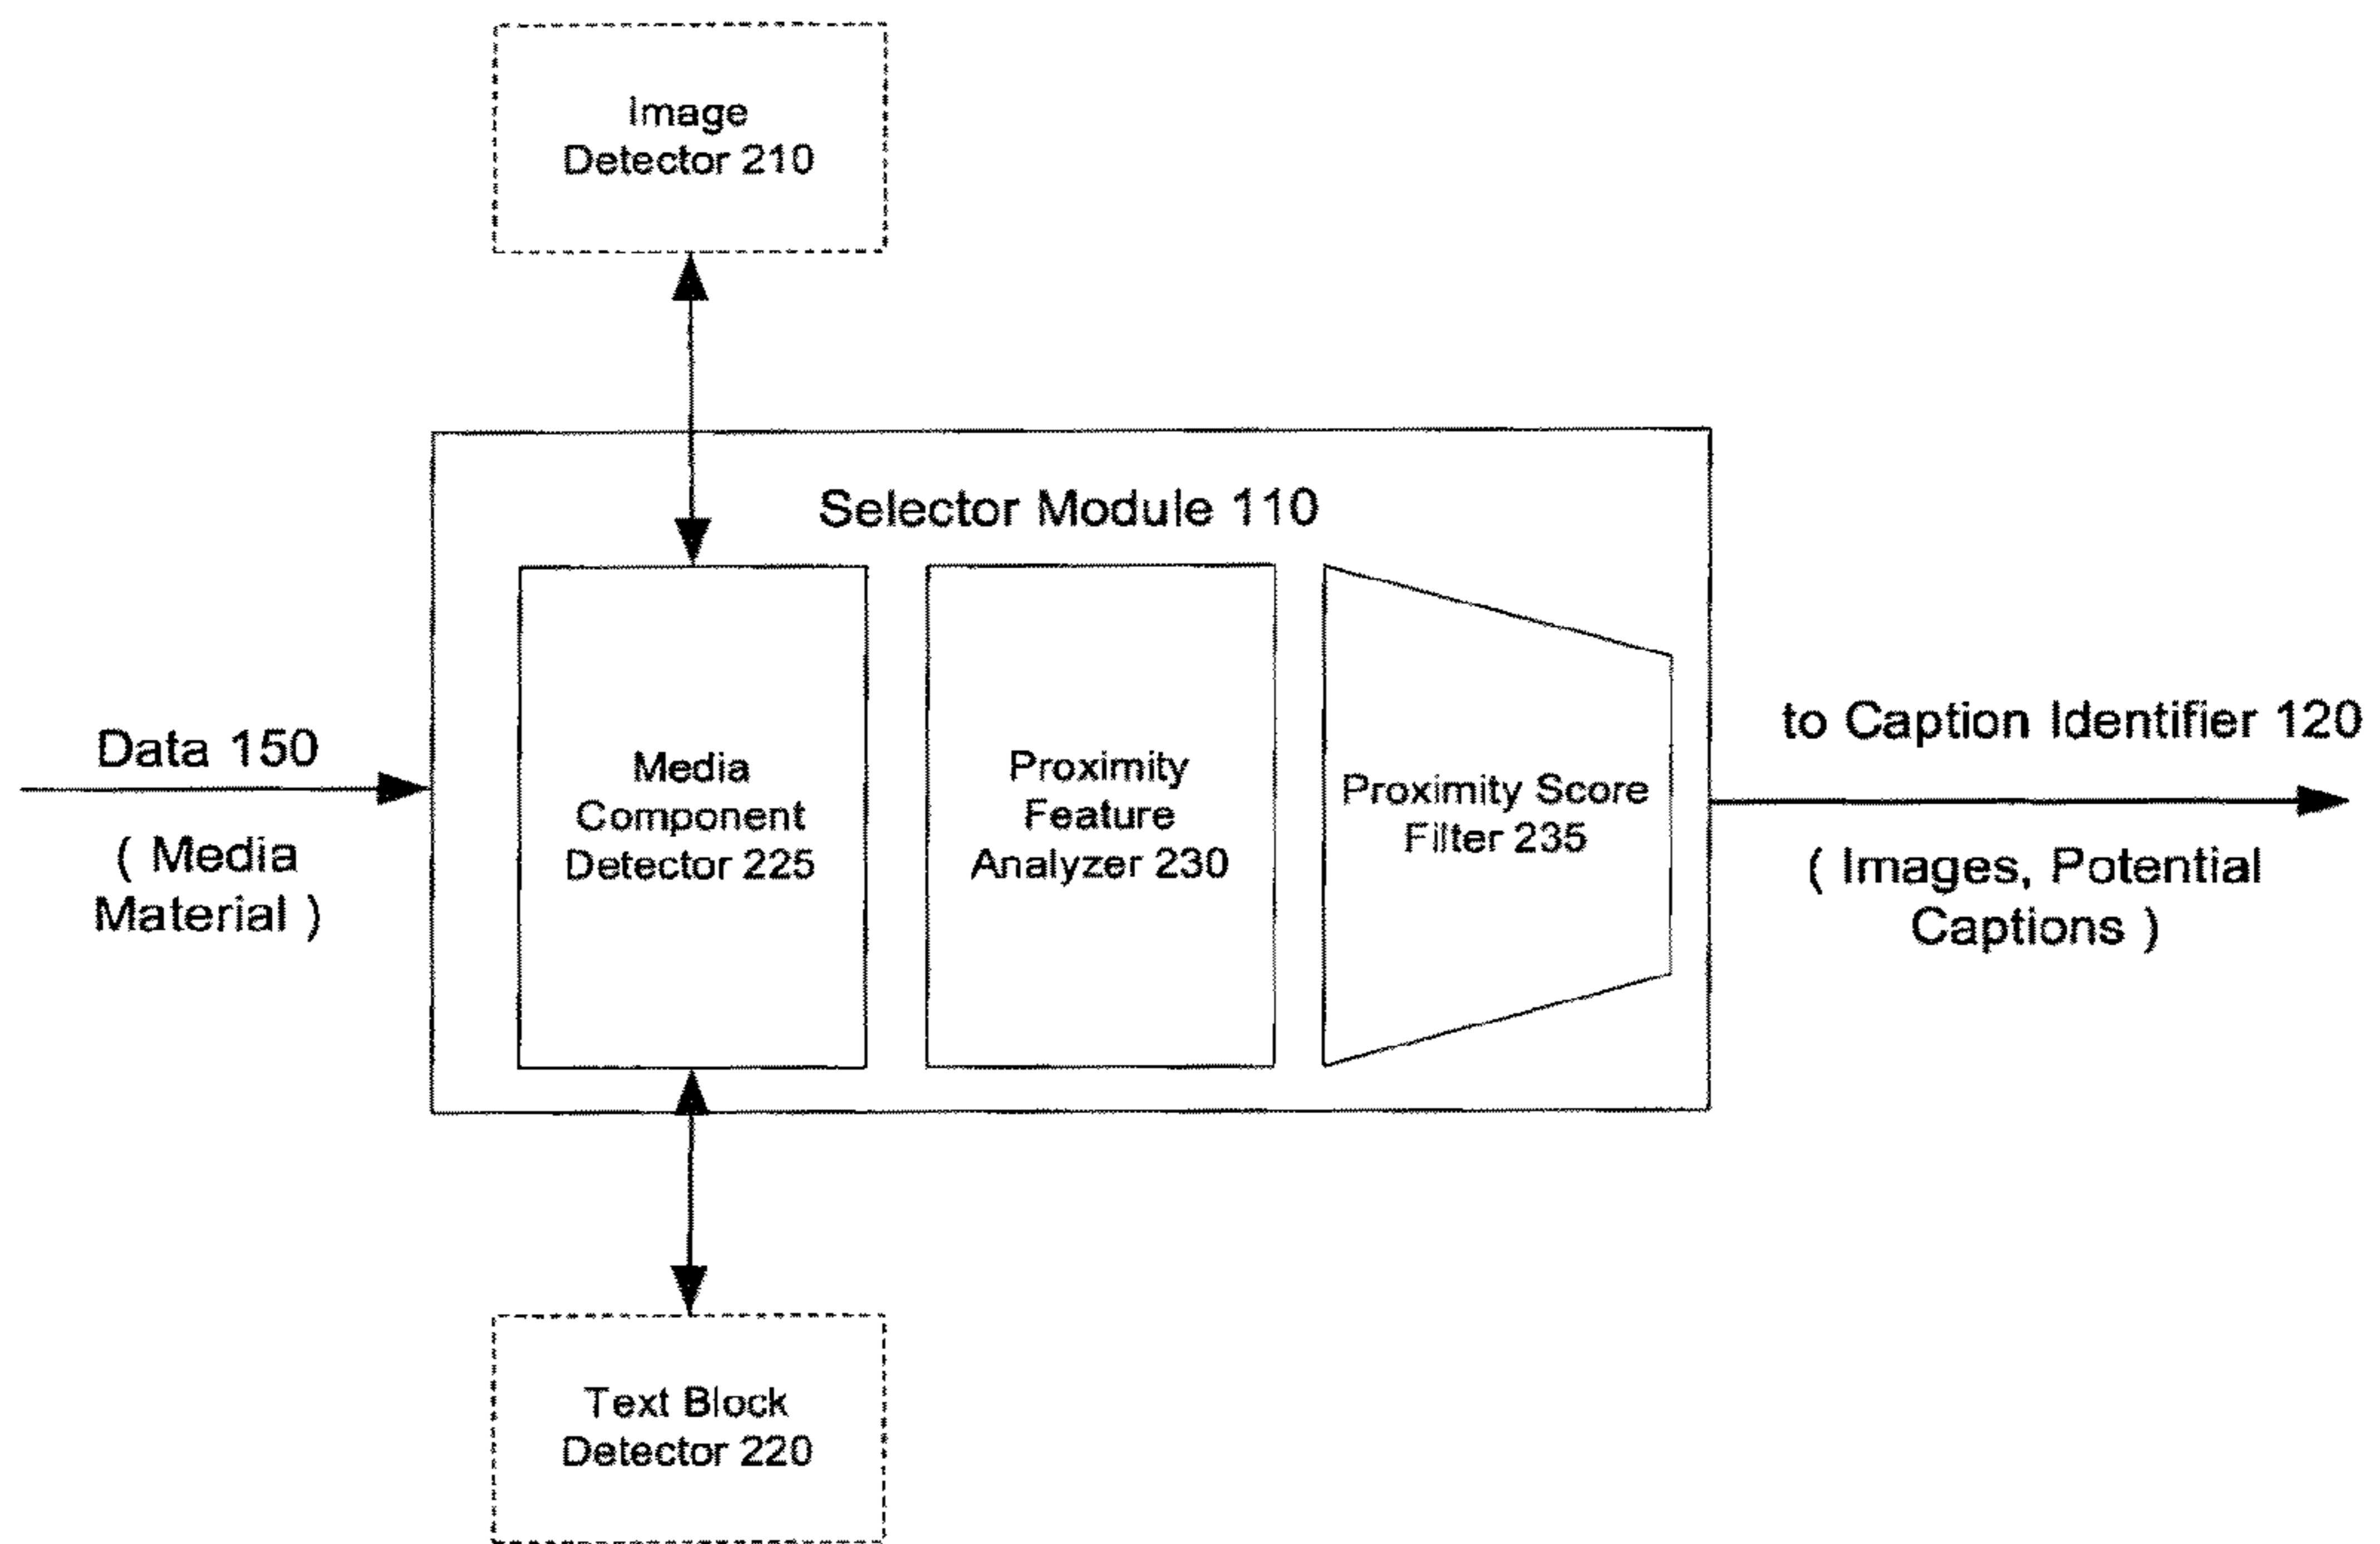 Image
Detector 210
Selector Module 110
Data 150
( Media
Material )
Media
Component
Detector 225
Proximity
Feature
Analyzer 230
Proximity Score
Filter 235
to Caption Identifier 120
( Images, Potential
Captions )
Text Block
Detector 220